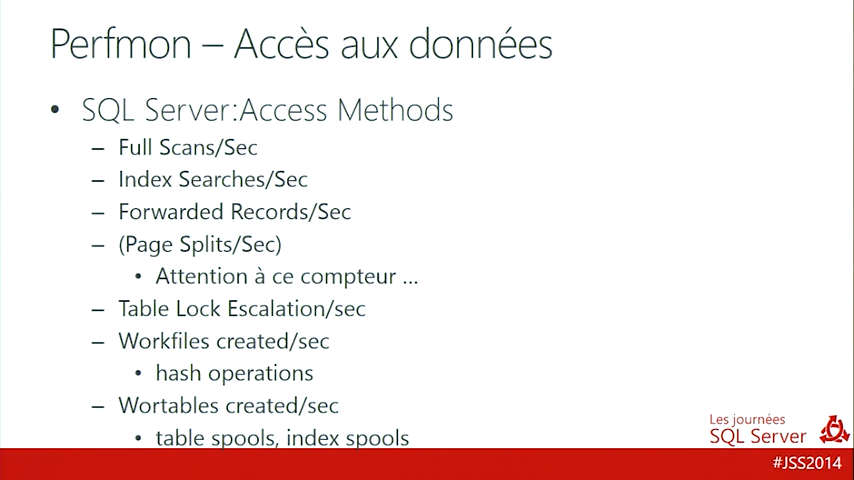 Perfmon – Accès aux données
• SQL Server:Access Methods
– Full Scans/Sec
– Index Searches/Sec
– Forwarded Records/Sec
– (Page Splits/Sec)
• Attention à ce compteur ...
– Table Lock Escalation/sec
– Workfiles created/sec
• hash operations
– Wortables created/sec
• table spools, index spools
Les journées
SQL Server
#JSS2014